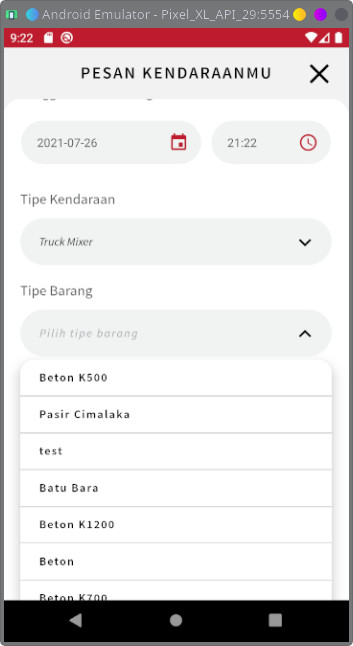 Android Emulator - Pixel_XL_API_29:5554
9:22
PESAN KENDARAANMU
2021-07-26
21:22
Tipe Kendaraan
Truck Mixer
Tipe Barang
Pilih tipe barang
Beton K500
Pasir Cimalaka
test
Batu Bara
Beton K1200
Beton
Beton K700